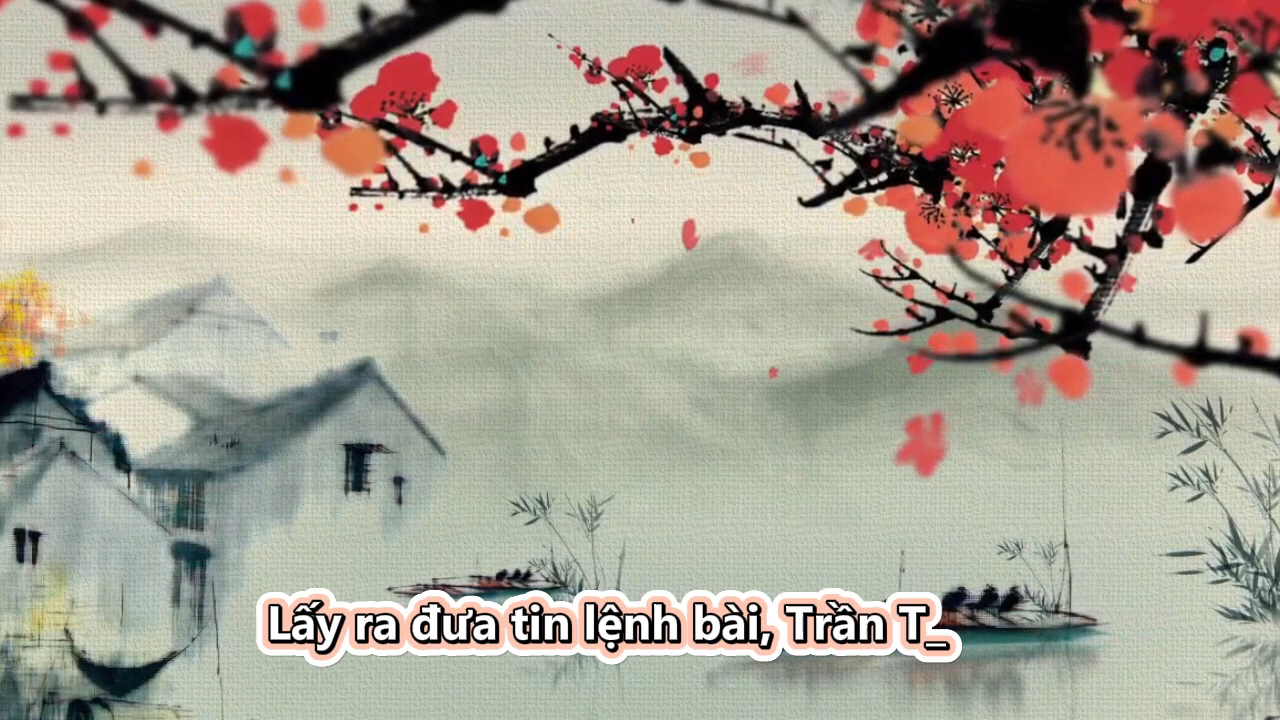 Lấy ra đưa tin lệnh bài, Trần T_